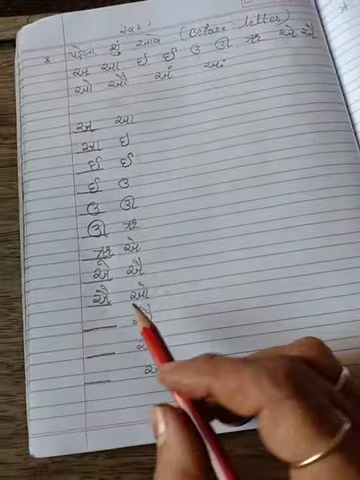 સ્વર :
* પહેલા શું આવે (Before letter)
અ આ ઇ ઈ ઉ ઊ ઋ એ ઐ
ઓ ઔ અં અઃ
અ આ
આ ઇ
ઇ ઈ
ઈ ઉ
ઉ ઊ
ઊ ઋ
ઋ એ
એ ઐ
ઐ ઓ